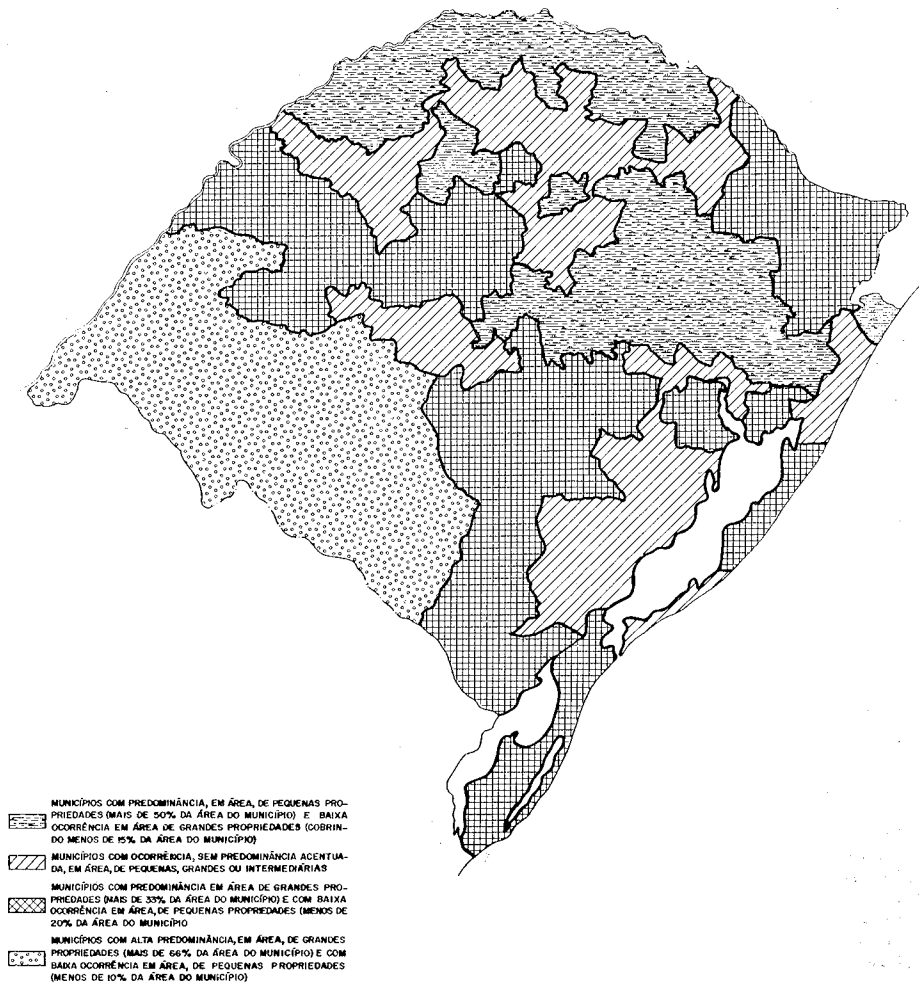 MUNICÍPIOS COM PREDOMINÂNCIA, EM ÁREA, DE PEQUENAS PRO-
PRIEDADES (MAIS DE 50% DA ÁREA DO MUNICÍPIO) E BAIXA
OCORRÊNCIA EM ÁREA DE GRANDES PROPRIEDADES (COBRIN-
DO MENOS DE 15% DA ÁREA DO MUNICÍPIO)
MUNICÍPIOS COM OCORRÊNCIA, SEM PREDOMINÂNCIA ACENTUA-
DA, EM ÁREA, DE PEQUENAS, GRANDES OU INTERMEDIÁRIAS
MUNICÍPIOS COM PREDOMINÂNCIA EM ÁREA DE GRANDES PRO-
PRIEDADES (MAIS DE 33% DA ÁREA DO MUNICÍPIO) E COM BAIXA
OCORRÊNCIA EM ÁREA, DE PEQUENAS PROPRIEDADES (MENOS DE
20% DA ÁREA DO MUNICÍPIO
MUNICÍPIOS COM ALTA PREDOMINÂNCIA, EM ÁREA, DE GRANDES
PROPRIEDADES (MAIS DE 66% DA ÁREA DO MUNICÍPIO) E COM
BAIXA OCORRÊNCIA EM ÁREA, DE PEQUENAS PROPRIEDADES
(MENOS DE 10% DA ÁREA DO MUNICÍPIO)